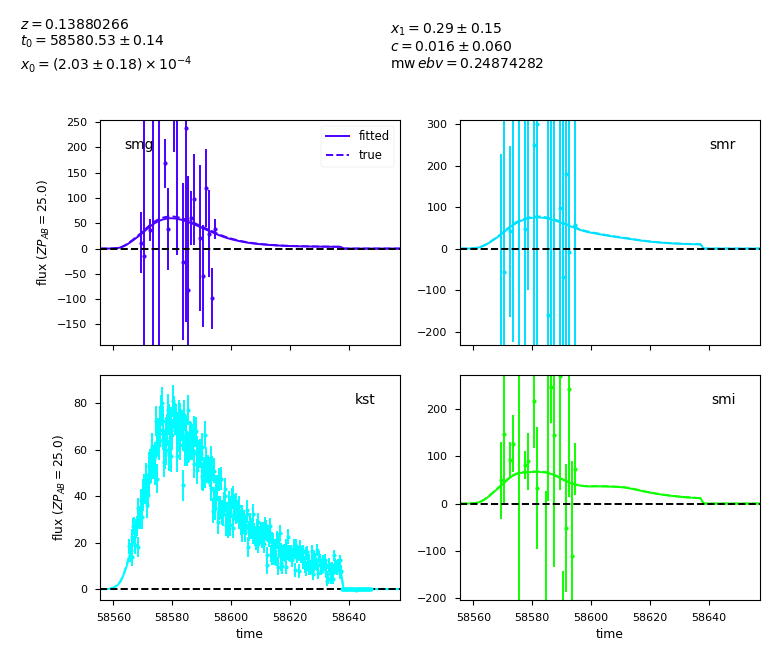 z = 0.13880266
t₀ = 58580.53 ± 0.14
x₀ = (2.03 ± 0.18) × 10⁻⁴
x₁ = 0.29 ± 0.15
c = 0.016 ± 0.060
mw ebv = 0.24874282
smg
fitted
true
250
200
150
100
50
0
−50
−100
−150
flux (ZP_AB = 25.0)
smr
300
200
100
0
−100
−200
kst
80
60
40
20
0
flux (ZP_AB = 25.0)
58560 58580 58600 58620 58640
time
smi
200
100
0
−100
−200
58560 58580 58600 58620 58640
time